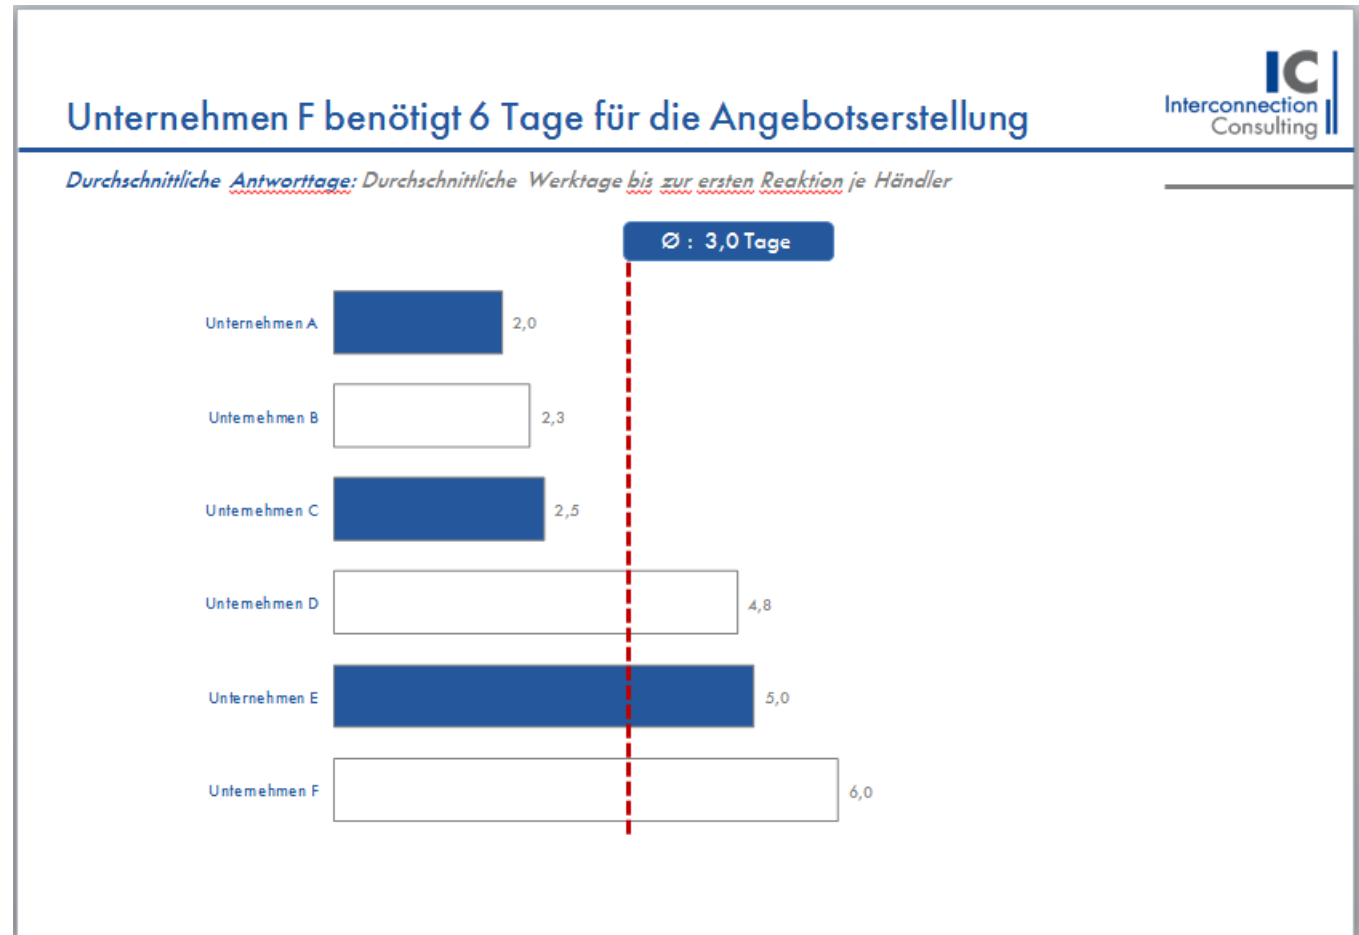 IC
Interconnection
Consulting
Unternehmen F benötigt 6 Tage für die Angebotserstellung
Durchschnittliche Antworttage: Durchschnittliche Werktage bis zur ersten Reaktion je Händler
Ø : 3,0 Tage
Unternehmen A 2,0
Unternehmen B 2,3
Unternehmen C 2,5
Unternehmen D 4,8
Unternehmen E 5,0
Unternehmen F 6,0